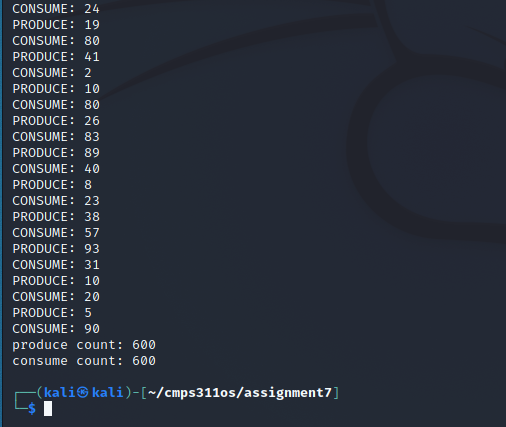 CONSUME: 24
PRODUCE: 19
CONSUME: 80
PRODUCE: 41
CONSUME: 2
PRODUCE: 10
CONSUME: 80
PRODUCE: 26
CONSUME: 83
PRODUCE: 89
CONSUME: 40
PRODUCE: 8
CONSUME: 23
PRODUCE: 38
CONSUME: 57
PRODUCE: 93
CONSUME: 31
PRODUCE: 10
CONSUME: 20
PRODUCE: 5
CONSUME: 90
produce count: 600
consume count: 600
┌──(kali㉿kali)-[~/cmps311os/assignment7]
└─$